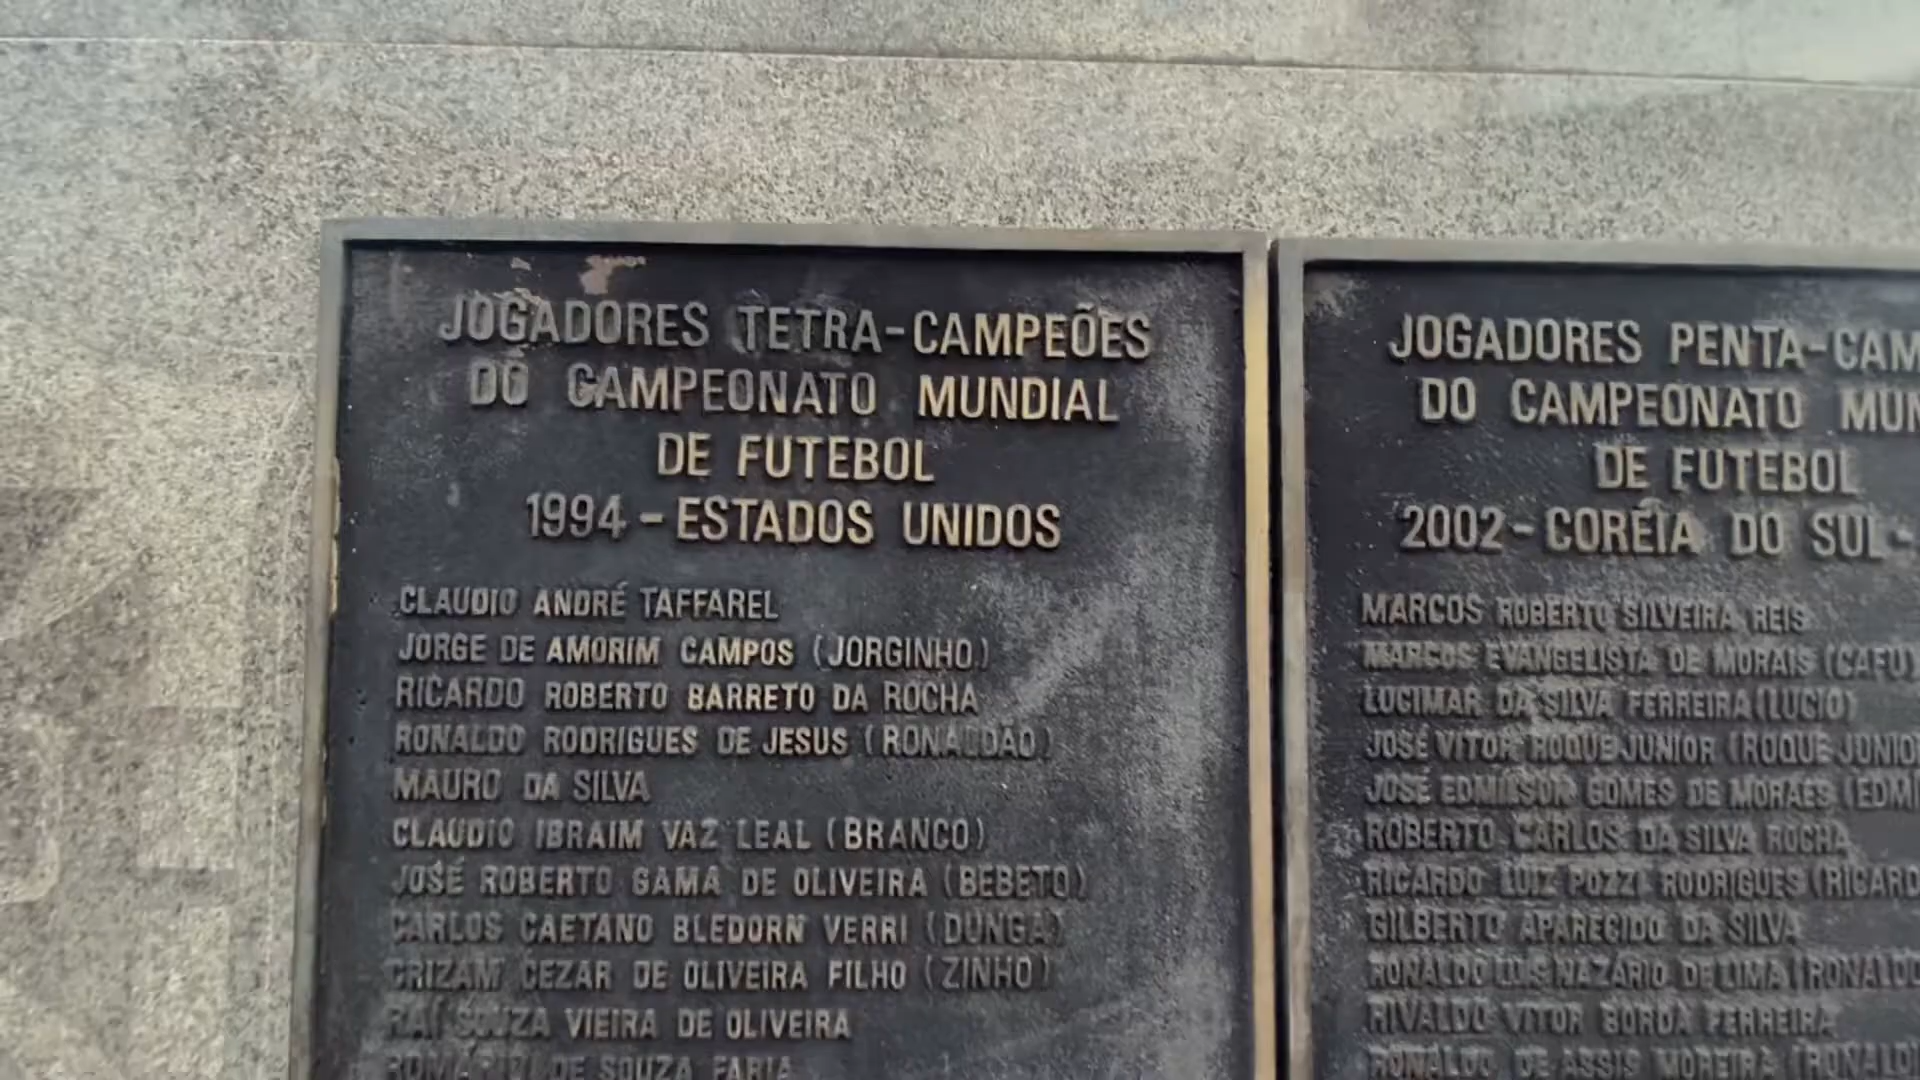 JOGADORES TETRA-CAMPEÕES
DO CAMPEONATO MUNDIAL
DE FUTEBOL
1994 - ESTADOS UNIDOS
CLAUDIO ANDRÉ TAFFAREL
JORGE DE AMORIM CAMPOS (JORGINHO)
RICARDO ROBERTO BARRETO DA ROCHA
RONALDO RODRIGUES DE JESUS (RONALDÃO)
MAURO DA SILVA
CLAUDIO IBRAIM VAZ LEAL (BRANCO)
JOSÉ ROBERTO GAMA DE OLIVEIRA (BEBETO)
CARLOS CAETANO BLEDORN VERRI (DUNGA)
CRIZAM CEZAR DE OLIVEIRA FILHO (ZINHO)
RAÍ SOUZA VIEIRA DE OLIVEIRA
DE SOUZA FARIA
JOGADORES PENTA-CAM
DO CAMPEONATO MUN
DE FUTEBOL
2002 - CORÉIA DO SUL -
MARCOS ROBERTO SILVEIRA REIS
MARCOS EVANGELISTA DE MORAIS (CAFU)
LUCIMAR DA SILVA FERREIRA (LUCIO)
JOSÉ VITOR ROQUE JUNIOR (ROQUE JUNIO
JOSÉ EDMILSON GOMES DE MORAES (EDMI
ROBERTO CARLOS DA SILVA ROCHA
RICARDO LUIZ POZZI RODRIGUES (RICARD
GILBERTO APARECIDO DA SILVA
RONALDO LUIS NAZÁRIO DE LIMA (RONALDO
RIVALDO VITOR BORBA FERREIRA
RONALDO DE ASSIS MOREIRA (RONALD